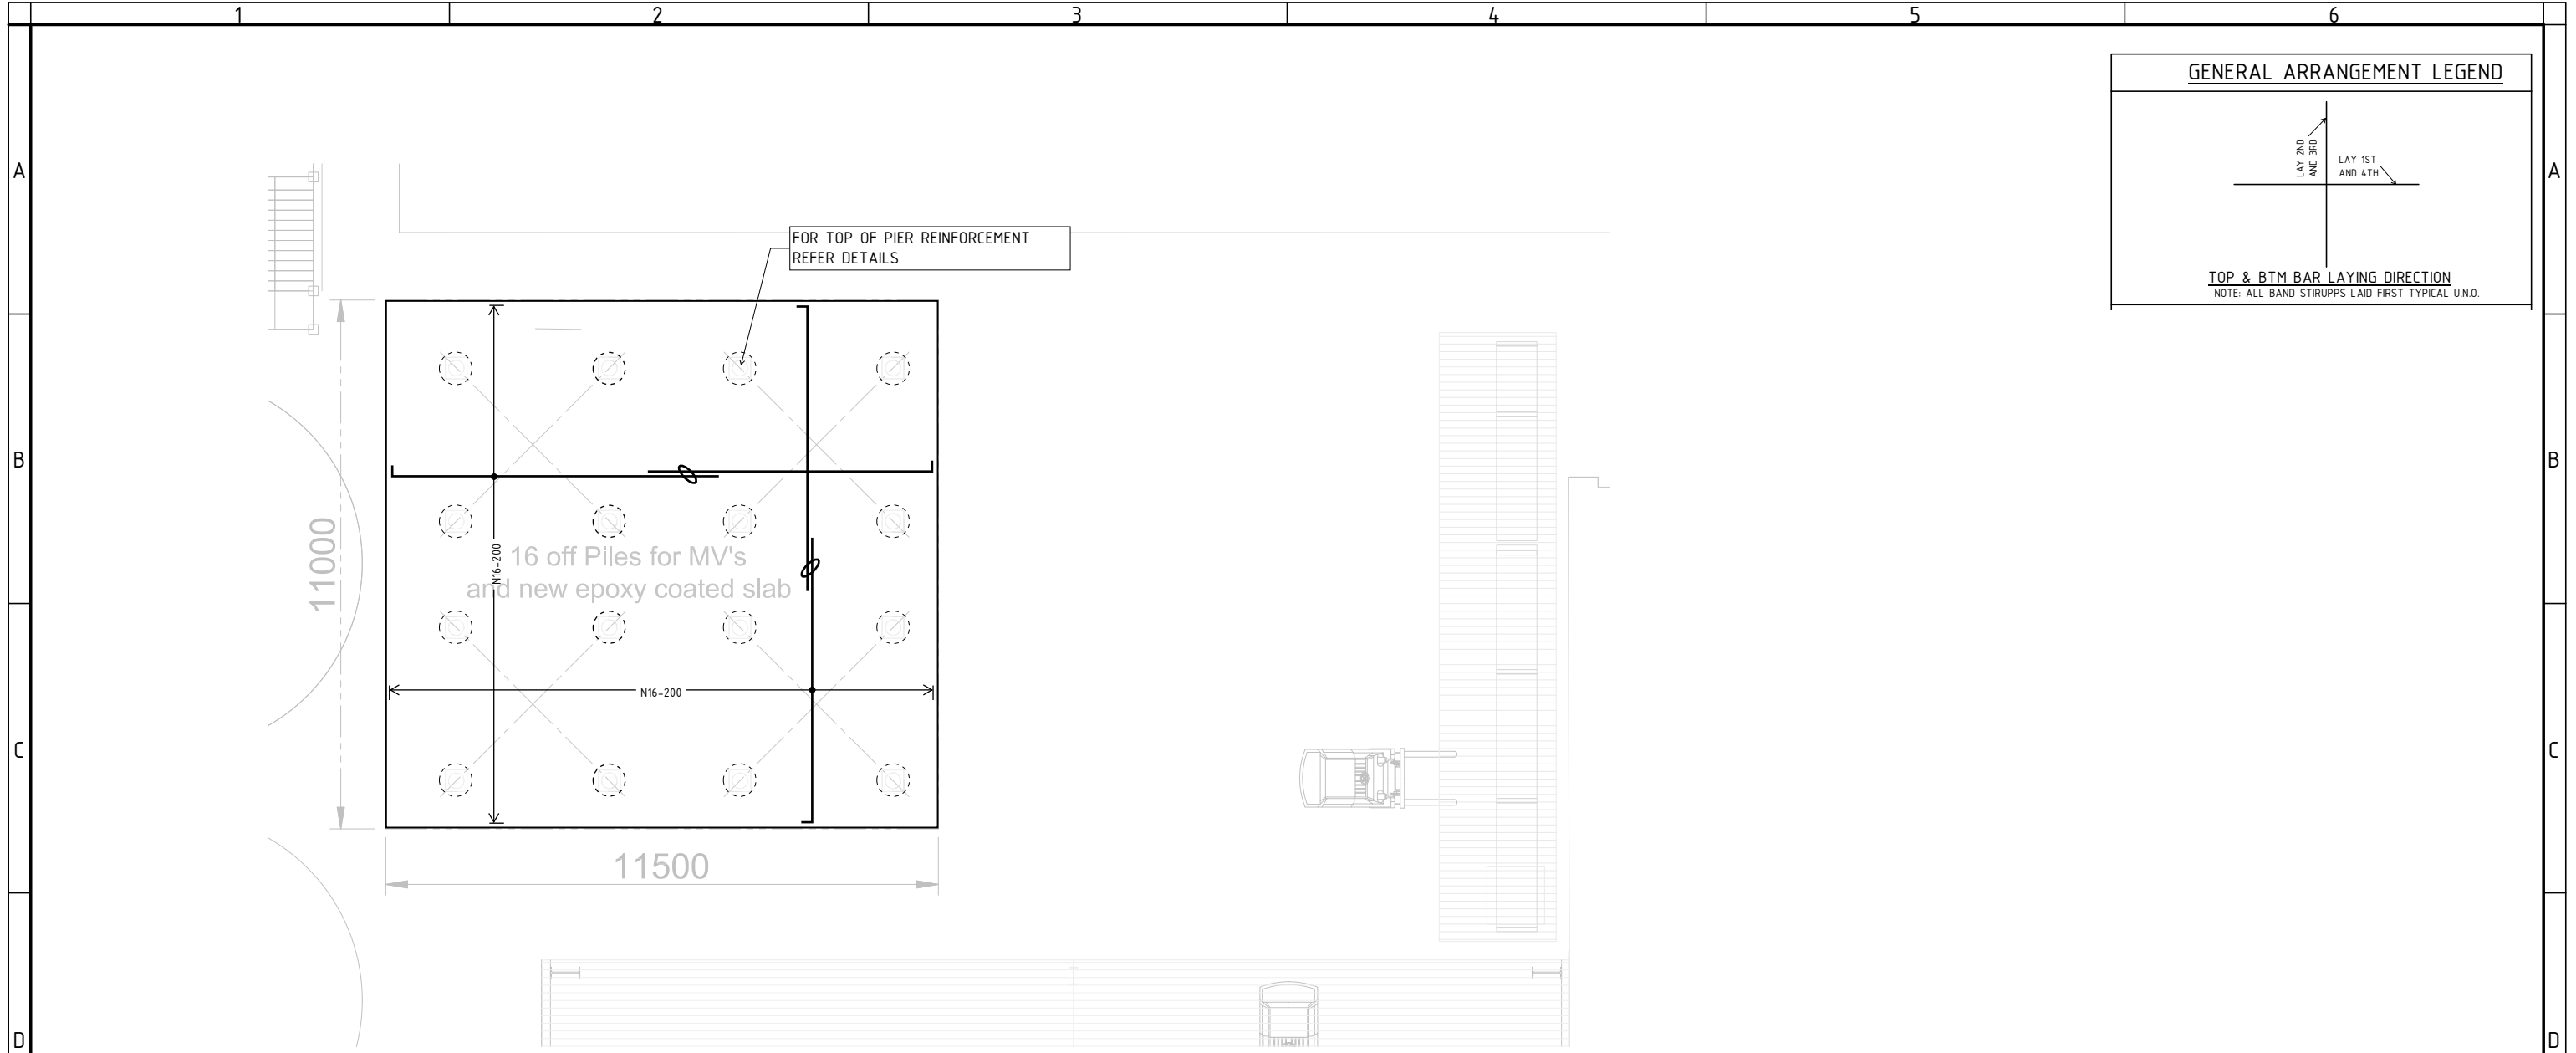 1 2 3 4 5 6
GENERAL ARRANGEMENT LEGEND
LAY 2ND
AND 3RD
LAY 1ST
AND 4TH
TOP & BTM BAR LAYING DIRECTION
NOTE: ALL BAND STIRUPPS LAID FIRST TYPICAL U.N.O.
A A
FOR TOP OF PIER REINFORCEMENT
REFER DETAILS
B B
11000
N16-200
16 off Piles for MV's
and new epoxy coated slab
N16-200
C C
11500
D D